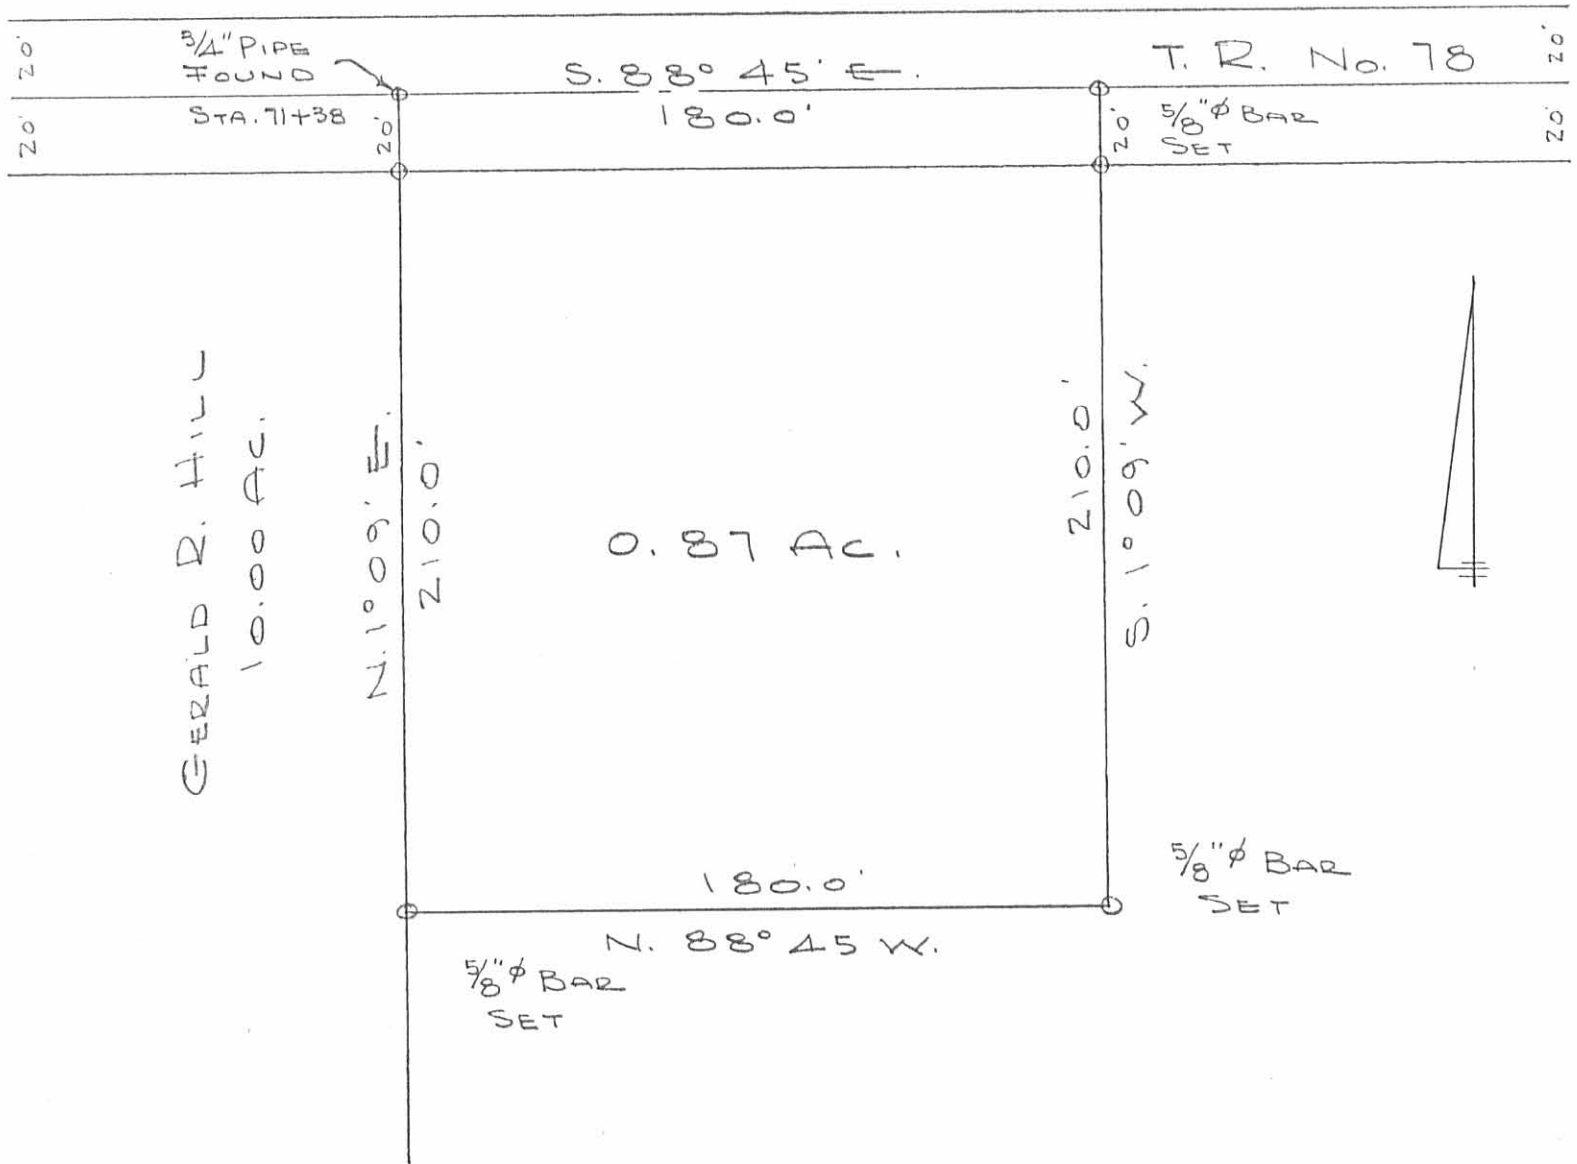 20'
3/4" PIPE
FOUND
S. 88° 45' E.
T. R. No. 78
20'
20'
STA. 71+38
20'
180.0'
20'
5/8"ϕ BAR
SET
20'
GERALD R. HILL
10.000 AC.
N. 1° 09' E.
210.0'
0.87 AC.
210.0'
S. 1° 09' W.
180.0'
N. 88° 45 W.
5/8"ϕ BAR
SET
5/8"ϕ BAR
SET